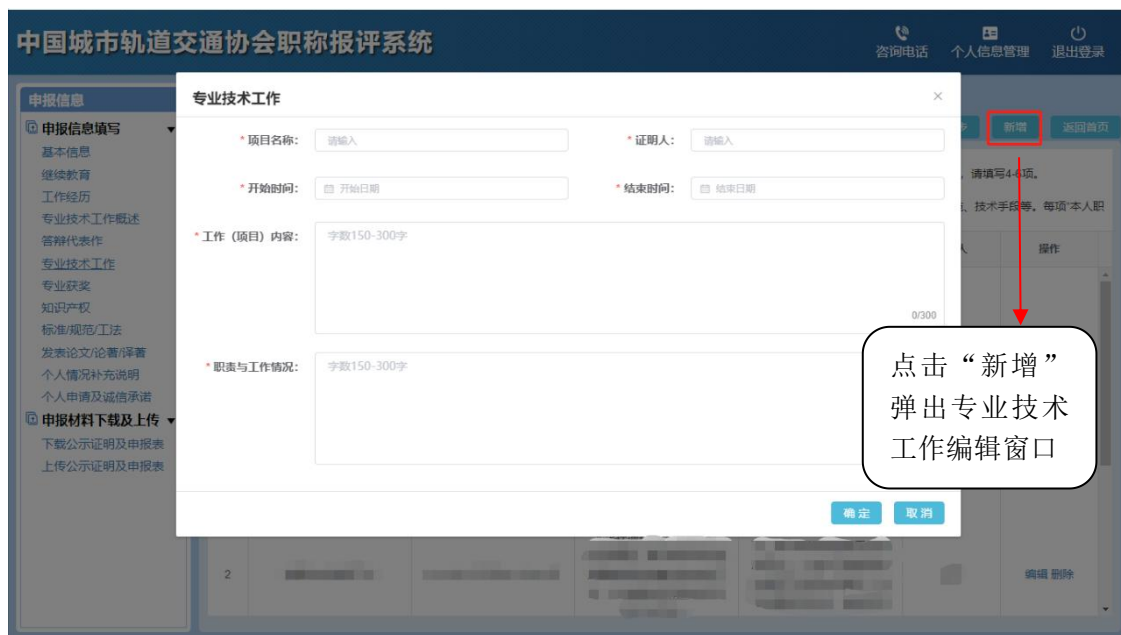 中国城市轨道交通协会职称报评系统
咨询电话 个人信息管理 退出登录
申报信息
申报信息填写
基本信息
继续教育
工作经历
专业技术工作概述
答辩代表作
专业技术工作
专业获奖
知识产权
标准/规范/工法
发表论文/论著/译著
个人情况补充说明
个人申请及诚信承诺
申报材料下载及上传
下载公示证明及申报表
上传公示证明及申报表
专业技术工作 ×
新增 返回首页
*项目名称: 请输入 *证明人: 请输入
*开始时间: 开始日期 *结束时间: 结束日期
*工作（项目）内容: 字数150-300字
0/300
*职责与工作情况: 字数150-300字
确定 取消
，请填写4-6项。
、技术手段等。每项“本人职
操作
2 编辑 删除
点击“新增”
弹出专业技术
工作编辑窗口